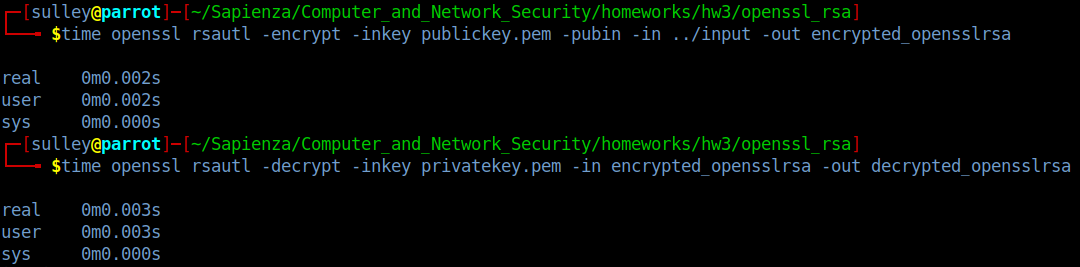 ┌─[sulley@parrot]─[~/Sapienza/Computer_and_Network_Security/homeworks/hw3/openssl_rsa]
└──╼ $time openssl rsautl -encrypt -inkey publickey.pem -pubin -in ../input -out encrypted_opensslrsa
real    0m0.002s
user    0m0.002s
sys     0m0.000s
┌─[sulley@parrot]─[~/Sapienza/Computer_and_Network_Security/homeworks/hw3/openssl_rsa]
└──╼ $time openssl rsautl -decrypt -inkey privatekey.pem -in encrypted_opensslrsa -out decrypted_opensslrsa
real    0m0.003s
user    0m0.003s
sys     0m0.000s